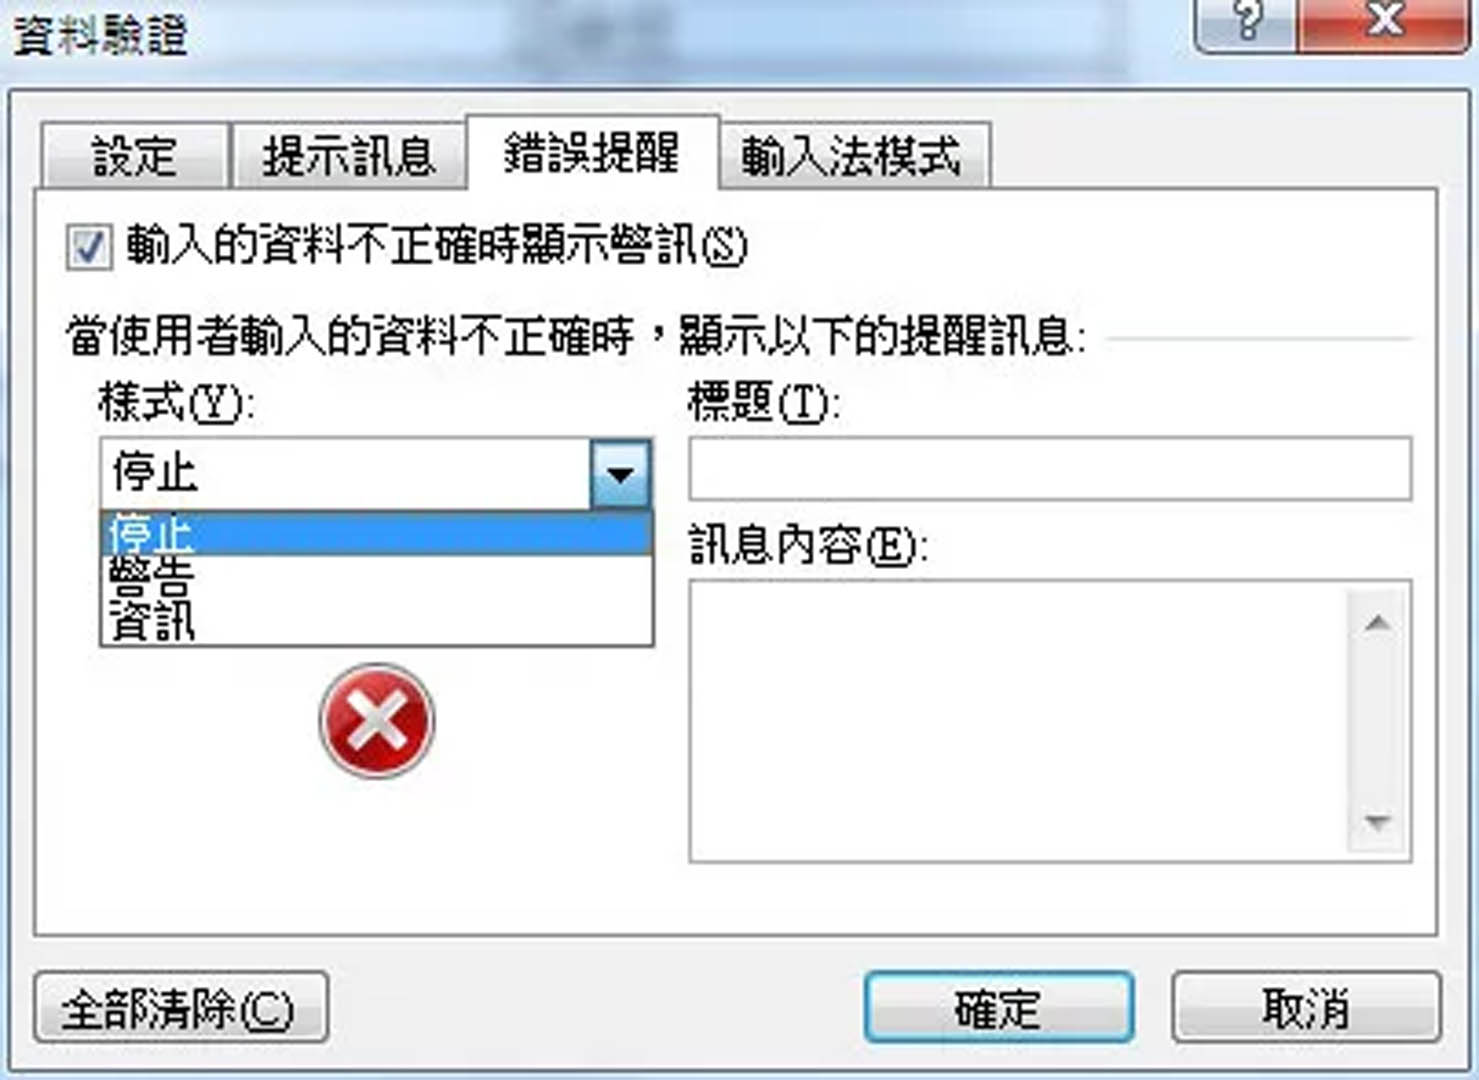 資料驗證
設定 提示訊息 錯誤提醒 輸入法模式
輸入的資料不正確時顯示警訊(S)
當使用者輸入的資料不正確時，顯示以下的提醒訊息:
樣式(Y): 標題(T):
停止
停止
警告
資訊
訊息內容(E):
全部清除(C) 確定 取消